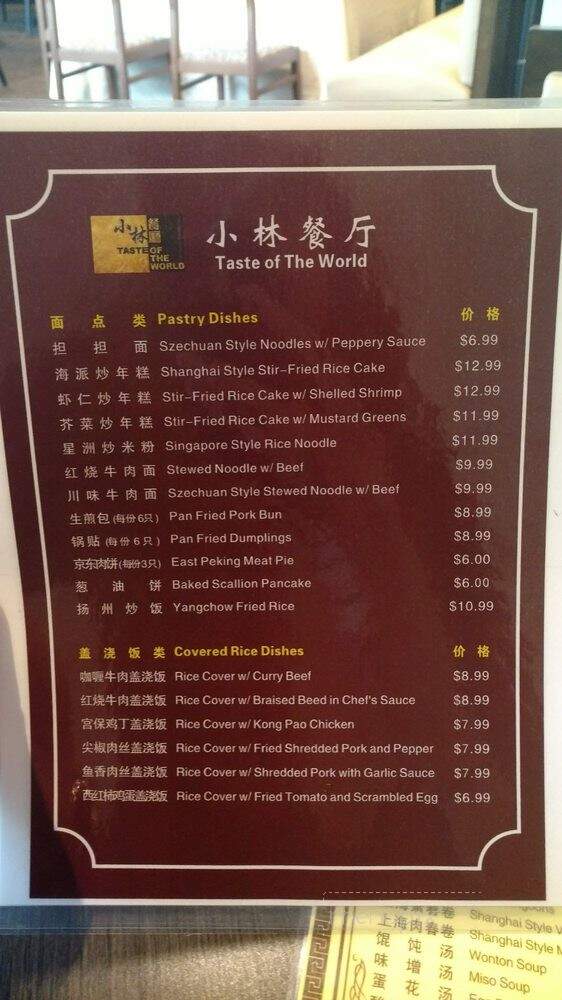 小林 餐廳
TASTE OF
THE
WORLD
小林餐厅
Taste of The World
面点类 Pastry Dishes 价格
担担面 Szechuan Style Noodles w/ Peppery Sauce $6.99
海派炒年糕 Shanghai Style Stir-Fried Rice Cake $12.99
虾仁炒年糕 Stir-Fried Rice Cake w/ Shelled Shrimp $12.99
芥菜炒年糕 Stir-Fried Rice Cake w/ Mustard Greens $11.99
星洲炒米粉 Singapore Style Rice Noodle $11.99
红烧牛肉面 Stewed Noodle w/ Beef $9.99
川味牛肉面 Szechuan Style Stewed Noodle w/ Beef $9.99
生煎包(每份6只) Pan Fried Pork Bun $8.99
锅贴(每份6只) Pan Fried Dumplings $8.99
京东肉饼(每份3只) East Peking Meat Pie $6.00
葱油饼 Baked Scallion Pancake $6.00
扬州炒饭 Yangchow Fried Rice $10.99
盖浇饭类 Covered Rice Dishes 价格
咖喱牛肉盖浇饭 Rice Cover w/ Curry Beef $8.99
红烧牛肉盖浇饭 Rice Cover w/ Braised Beed in Chef's Sauce $8.99
宫保鸡丁盖浇饭 Rice Cover w/ Kong Pao Chicken $7.99
尖椒肉丝盖浇饭 Rice Cover w/ Fried Shredded Pork and Pepper $7.99
鱼香肉丝盖浇饭 Rice Cover w/ Shredded Pork with Garlic Sauce $7.99
西红柿鸡蛋盖浇饭 Rice Cover w/ Fried Tomato and Scrambled Egg $6.99
Shanghai Style V
上海肉春卷 Shanghai Style M
馄饨汤 Wonton Soup
味增汤 Miso Soup
蛋花汤